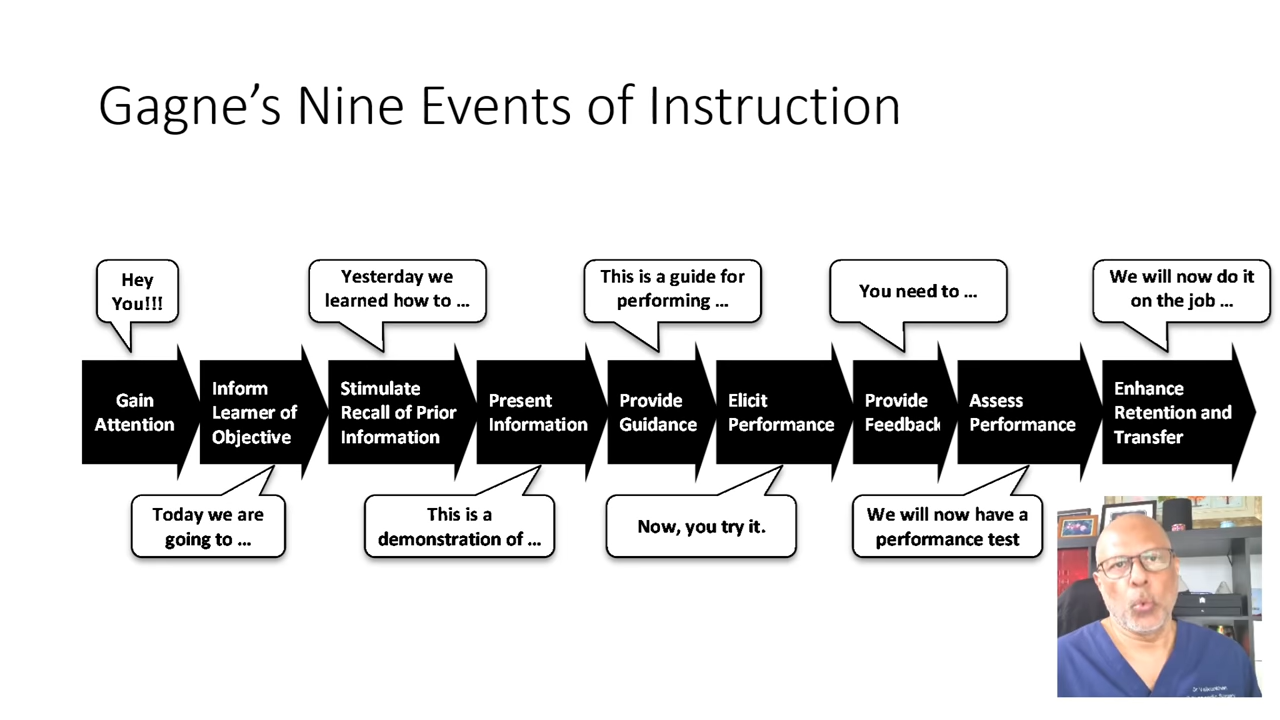 Gagne’s Nine Events of Instruction
Hey
You!!!
Yesterday we
learned how to ...
This is a guide for
performing ...
You need to ...
We will now do it
on the job ...
Gain
Attention
Inform
Learner of
Objective
Stimulate
Recall of Prior
Information
Present
Information
Provide
Guidance
Elicit
Performance
Provide
Feedback
Assess
Performance
Enhance
Retention and
Transfer
Today we are
going to ...
This is a
demonstration of ...
Now, you try it.
We will now have a
performance test